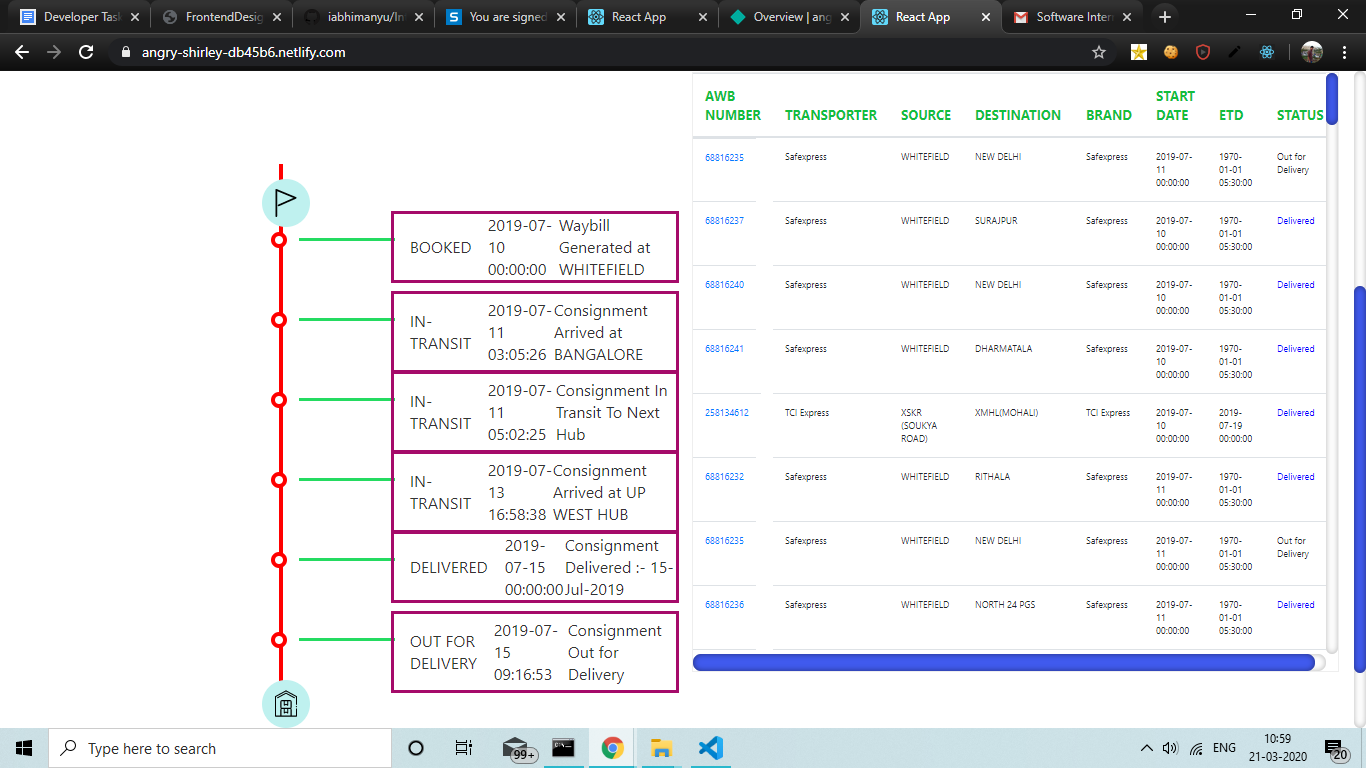 Developer Task
FrontendDesig
iabhimanyu/Int
You are signed
React App
Overview | ang
React App
Software Inter
angry-shirley-db45b6.netlify.com
BOOKED
2019-07-
10
00:00:00
Waybill
Generated at
WHITEFIELD
IN-
TRANSIT
2019-07-
11
03:05:26
Consignment
Arrived at
BANGALORE
IN-
TRANSIT
2019-07-
11
05:02:25
Consignment In
Transit To Next
Hub
IN-
TRANSIT
2019-07-
13
16:58:38
Consignment
Arrived at UP
WEST HUB
DELIVERED
2019-
07-15
00:00:00
Consignment
Delivered :- 15-
Jul-2019
OUT FOR
DELIVERY
2019-07-
15
09:16:53
Consignment
Out for
Delivery
AWB
NUMBER
TRANSPORTER
SOURCE
DESTINATION
BRAND
START
DATE
ETD
STATUS
68816235
Safexpress
WHITEFIELD
NEW DELHI
Safexpress
2019-07-
11
00:00:00
1970-
01-01
05:30:00
Out for
Delivery
68816237
Safexpress
WHITEFIELD
SURAJPUR
Safexpress
2019-07-
10
00:00:00
1970-
01-01
05:30:00
Delivered
68816240
Safexpress
WHITEFIELD
NEW DELHI
Safexpress
2019-07-
10
00:00:00
1970-
01-01
05:30:00
Delivered
68816241
Safexpress
WHITEFIELD
DHARMATALA
Safexpress
2019-07-
10
00:00:00
1970-
01-01
05:30:00
Delivered
258134612
TCI Express
XSKR
(SOUKYA
ROAD)
XMHL(MOHALI)
TCI Express
2019-07-
10
00:00:00
2019-
07-19
00:00:00
Delivered
68816232
Safexpress
WHITEFIELD
RITHALA
Safexpress
2019-07-
11
00:00:00
1970-
01-01
05:30:00
Delivered
68816235
Safexpress
WHITEFIELD
NEW DELHI
Safexpress
2019-07-
11
00:00:00
1970-
01-01
05:30:00
Out for
Delivery
68816236
Safexpress
WHITEFIELD
NORTH 24 PGS
Safexpress
2019-07-
11
00:00:00
1970-
01-01
05:30:00
Delivered
Type here to search
99+
ENG
10:59
21-03-2020
20